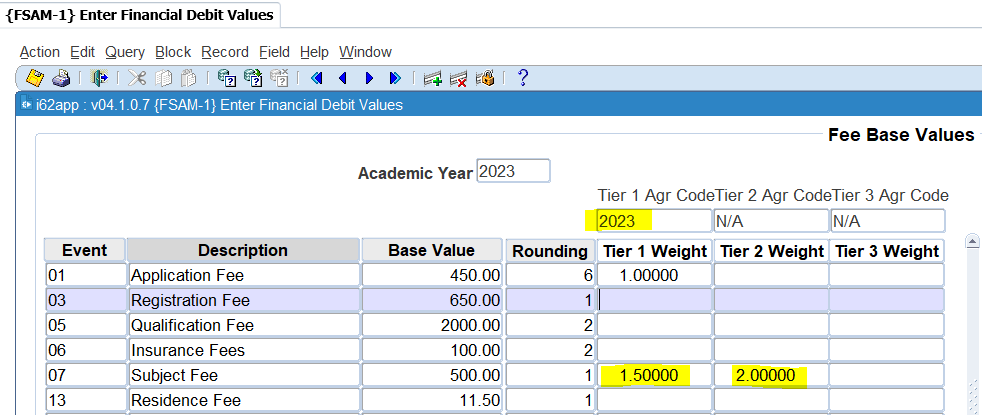 {FSAM-1} Enter Financial Debit Values
Action Edit Query Block Record Field Help Window
i62app : v04.1.0.7 {FSAM-1} Enter Financial Debit Values
Fee Base Values
Academic Year 2023
Tier 1 Agr Code Tier 2 Agr Code Tier 3 Agr Code
2023 N/A N/A
Event Description Base Value Rounding Tier 1 Weight Tier 2 Weight Tier 3 Weight
01 Application Fee 450.00 6 1.00000
03 Registration Fee 650.00 1
05 Qualification Fee 2000.00 2
06 Insurance Fees 100.00 2
07 Subject Fee 500.00 1 1.50000 2.00000
13 Residence Fee 11.50 1